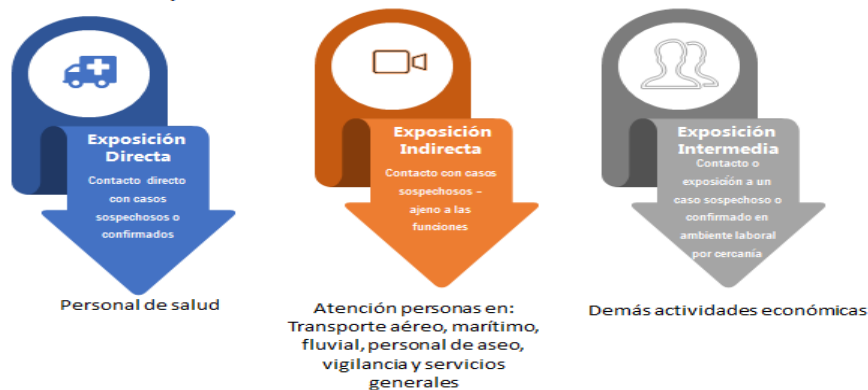 Exposición
Directa
Contacto directo
con casos
sospechosos o
confirmados
Personal de salud
Exposición
Indirecta
Contacto con casos
sospechosos –
ajeno a las
funciones
Atención personas en:
Transporte aéreo, marítimo,
fluvial, personal de aseo,
vigilancia y servicios
generales
Exposición
Intermedia
Contacto o
exposición a un
caso sospechoso o
confirmado en
ambiente laboral
por cercanía
Demás actividades económicas